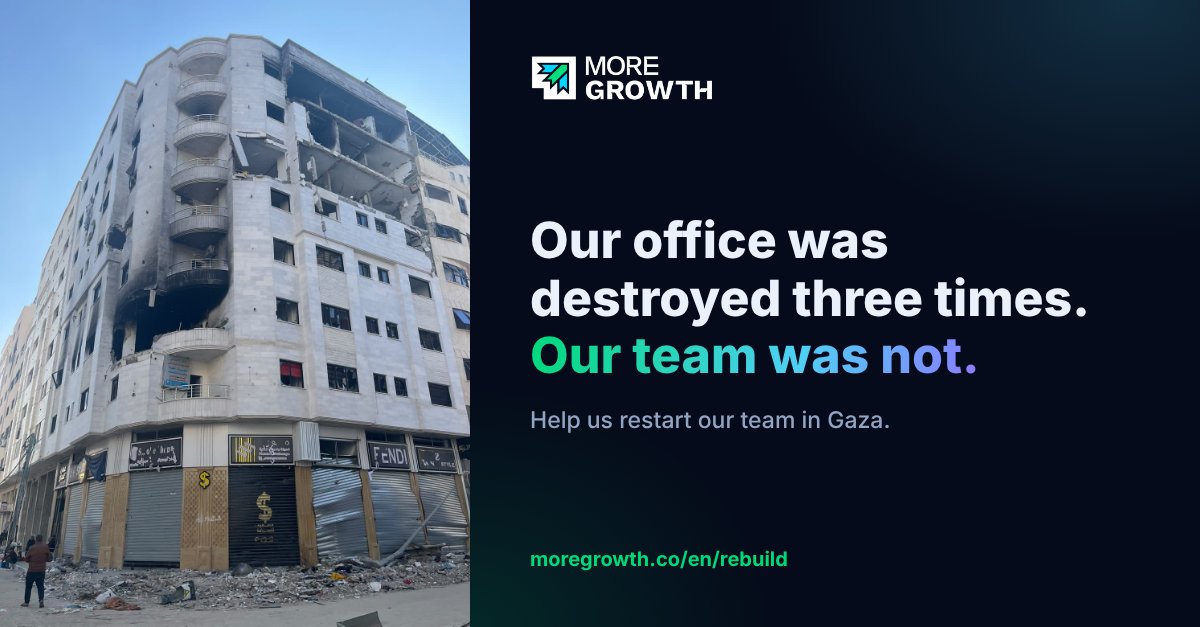 MORE
GROWTH
Our office was
destroyed three times.
Our team was not.
Help us restart our team in Gaza.
moregrowth.co/en/rebuild
FENDI
$
$